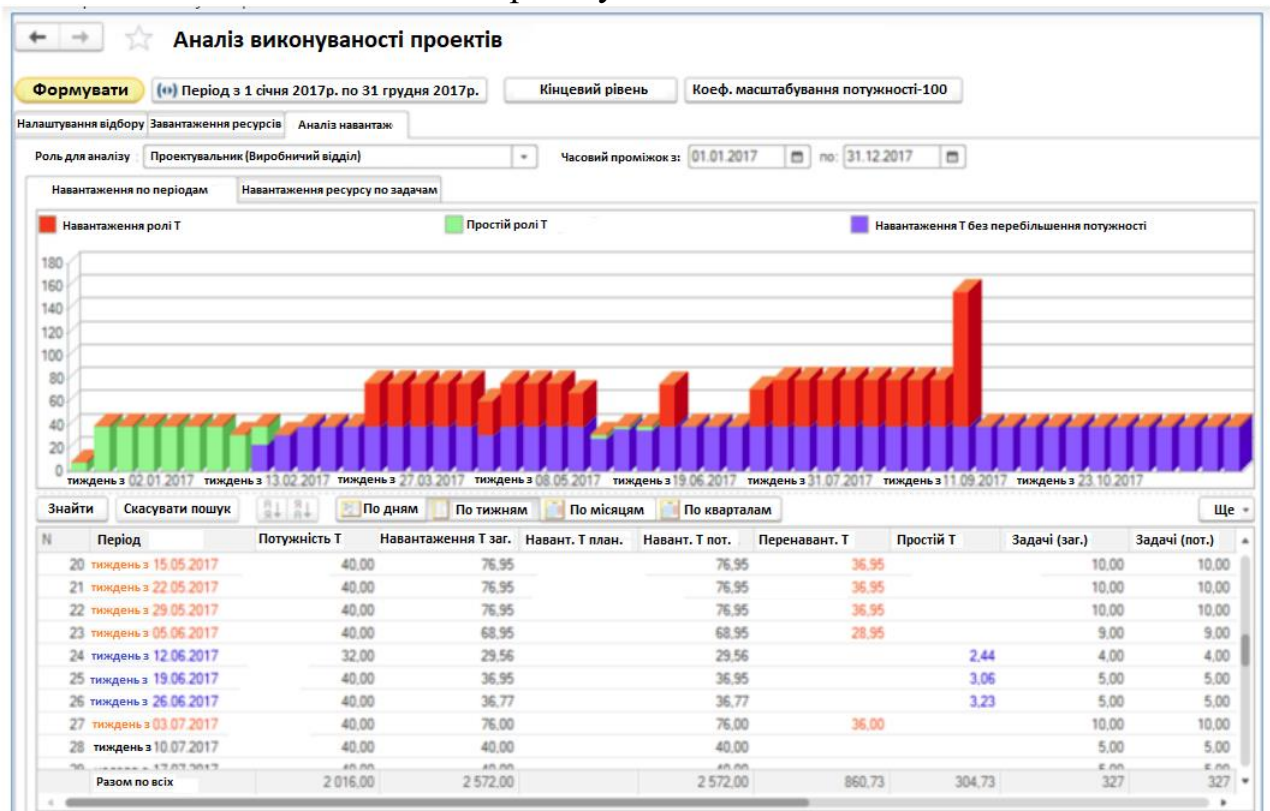 Аналіз виконуваності проектів
Формувати Період з 1 січня 2017р. по 31 грудня 2017р. Кінцевий рівень Коеф. масштабування потужності-100
Налаштування відбору Завантаження ресурсів Аналіз навантаж
Роль для аналізу : Проектувальник (Виробничий відділ) Часовий проміжок з: 01.01.2017 по: 31.12.2017
Навантаження по періодам Навантаження ресурсу по задачам
Навантаження ролі Т Простій ролі Т Навантаження Т без перебільшення потужності
180
160
140
120
100
80
60
40
20
0
тиждень з 02.01.2017 тиждень з 13.02.2017 тиждень з 27.03.2017 тиждень з 08.05.2017 тиждень з 19.06.2017 тиждень з 31.07.2017 тиждень з 11.09.2017 тиждень з 23.10.2017
Знайти Скасувати пошук По дням По тижням По місяцям По кварталам Ще
N Період Потужність Т Навантаження Т заг. Навант. Т план. Навант. Т пот. Перенавант. Т Простій Т Задачі (заг.) Задачі (пот.)
20 тиждень з 15.05.2017 40,00 76,95 76,95 36,95 10,00 10,00
21 тиждень з 22.05.2017 40,00 76,95 76,95 36,95 10,00 10,00
22 тиждень з 29.05.2017 40,00 76,95 76,95 36,95 10,00 10,00
23 тиждень з 05.06.2017 40,00 68,95 68,95 28,95 9,00 9,00
24 тиждень з 12.06.2017 32,00 29,56 29,56 2,44 4,00 4,00
25 тиждень з 19.06.2017 40,00 36,95 36,95 3,06 5,00 5,00
26 тиждень з 26.06.2017 40,00 36,77 36,77 3,23 5,00 5,00
27 тиждень з 03.07.2017 40,00 76,00 76,00 36,00 10,00 10,00
28 тиждень з 10.07.2017 40,00 40,00 40,00 5,00 5,00
Разом по всіх 2 016,00 2 572,00 2 572,00 860,73 304,73 327 327